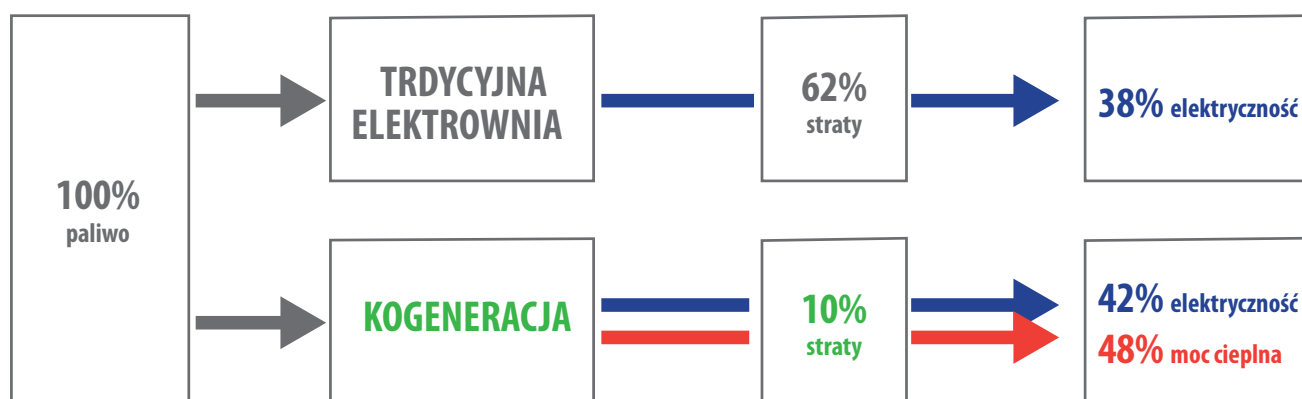 100%
paliwo
TRDYCYJNA
ELEKTROWNIA
62%
straty
38% elektryczność
KOGENERACJA
10%
straty
42% elektryczność
48% moc cieplna